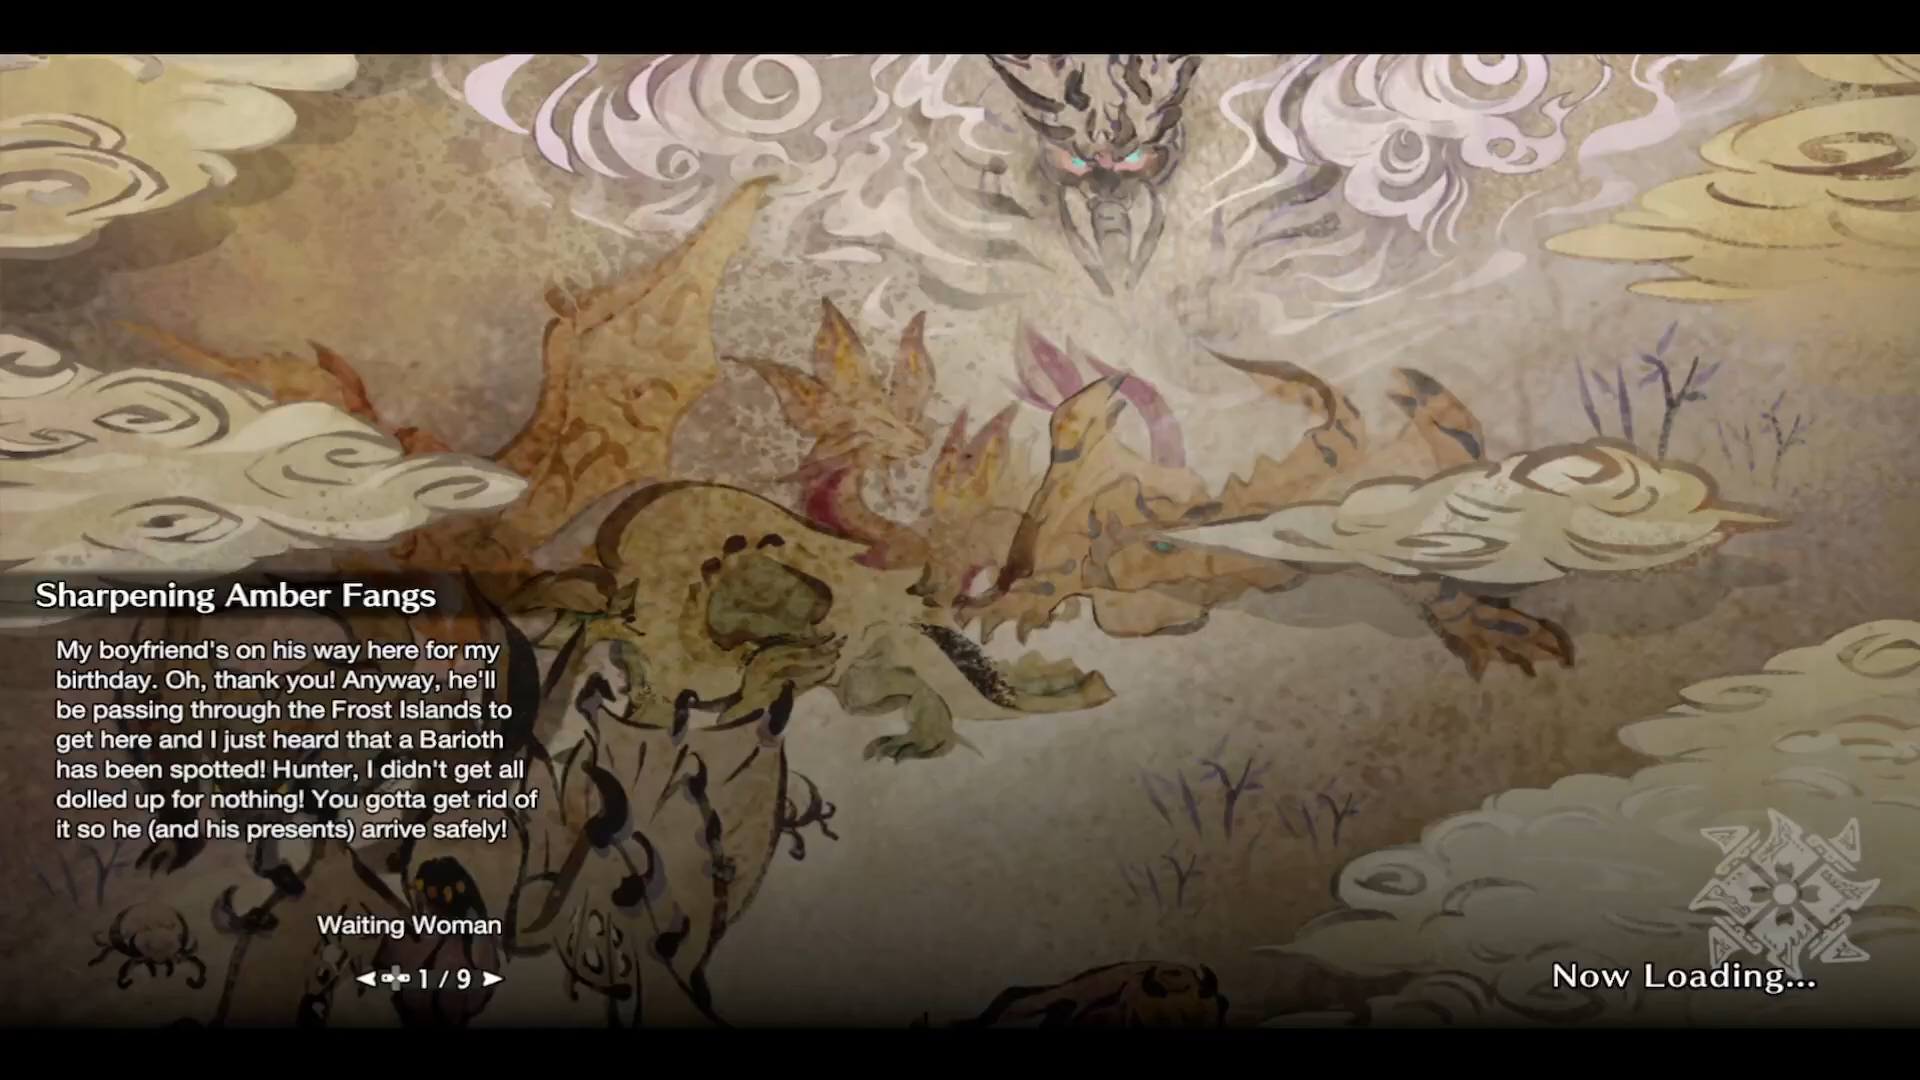 Sharpening Amber Fangs
My boyfriend's on his way here for my
birthday. Oh, thank you! Anyway, he'll
be passing through the Frost Islands to
get here and I just heard that a Barioth
has been spotted! Hunter, I didn't get all
dolled up for nothing! You gotta get rid of
it so he (and his presents) arrive safely!
Waiting Woman
1 / 9
Now Loading...